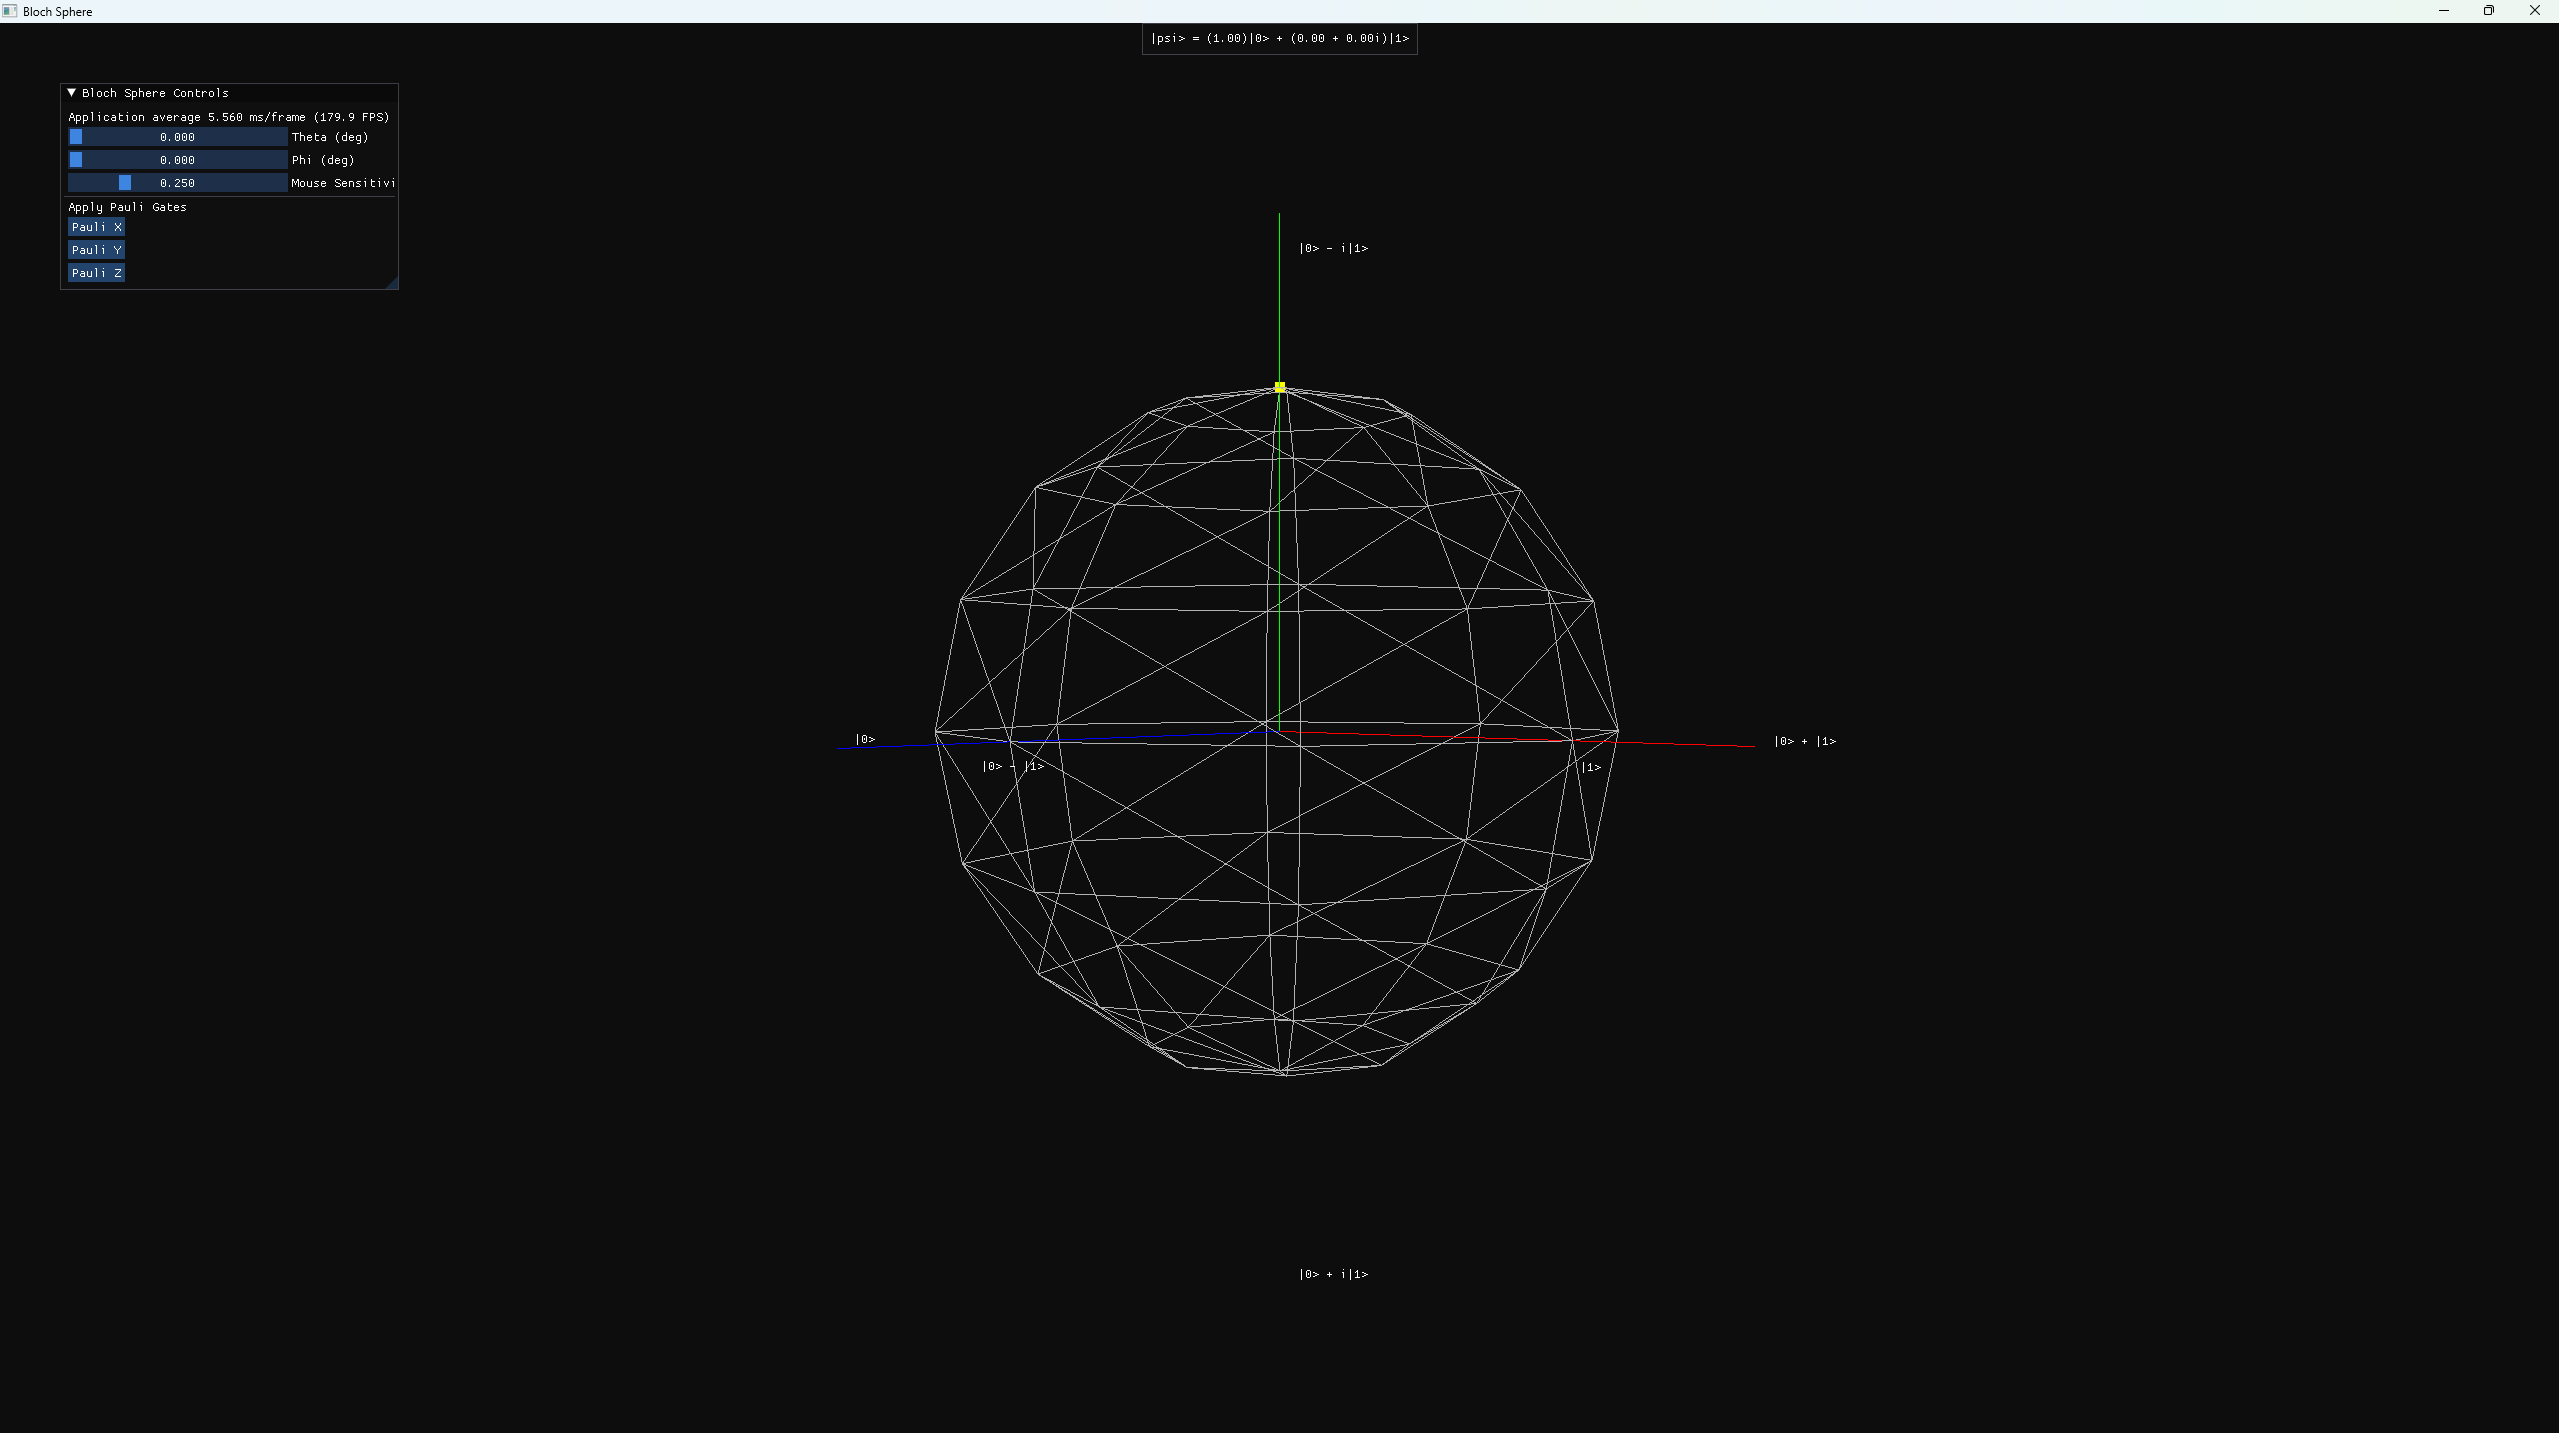 Bloch Sphere
|psi> = (1.00)|0> + (0.00 + 0.00i)|1>
Bloch Sphere Controls
Application average 5.560 ms/frame (179.9 FPS)
0.000 Theta (deg)
0.000 Phi (deg)
0.250 Mouse Sensitivi
Apply Pauli Gates
Pauli X
Pauli Y
Pauli Z
|0> - i|1>
|0>
|0> + |1>
|0> - |1>
|1>
|0> + i|1>